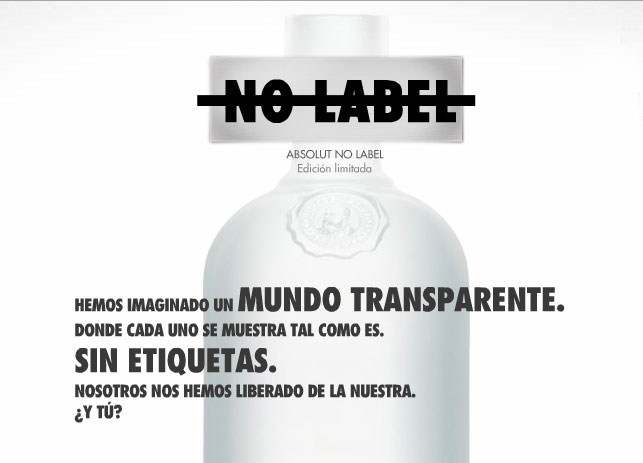 NO LABEL
ABSOLUT NO LABEL
Edición limitada
HEMOS IMAGINADO UN MUNDO TRANSPARENTE.
DONDE CADA UNO SE MUESTRA TAL COMO ES.
SIN ETIQUETAS.
NOSOTROS NOS HEMOS LIBERADO DE LA NUESTRA.
¿Y TÚ?